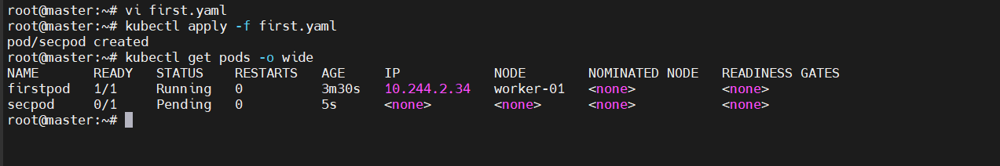 root@master:~# vi first.yaml
root@master:~# kubectl apply -f first.yaml
pod/secpod created
root@master:~# kubectl get pods -o wide
NAME       READY   STATUS    RESTARTS   AGE     IP            NODE        NOMINATED NODE   READINESS GATES
firstpod   1/1     Running   0          3m30s   10.244.2.34   worker-01   <none>           <none>
secpod     0/1     Pending   0          5s      <none>        <none>      <none>           <none>
root@master:~#